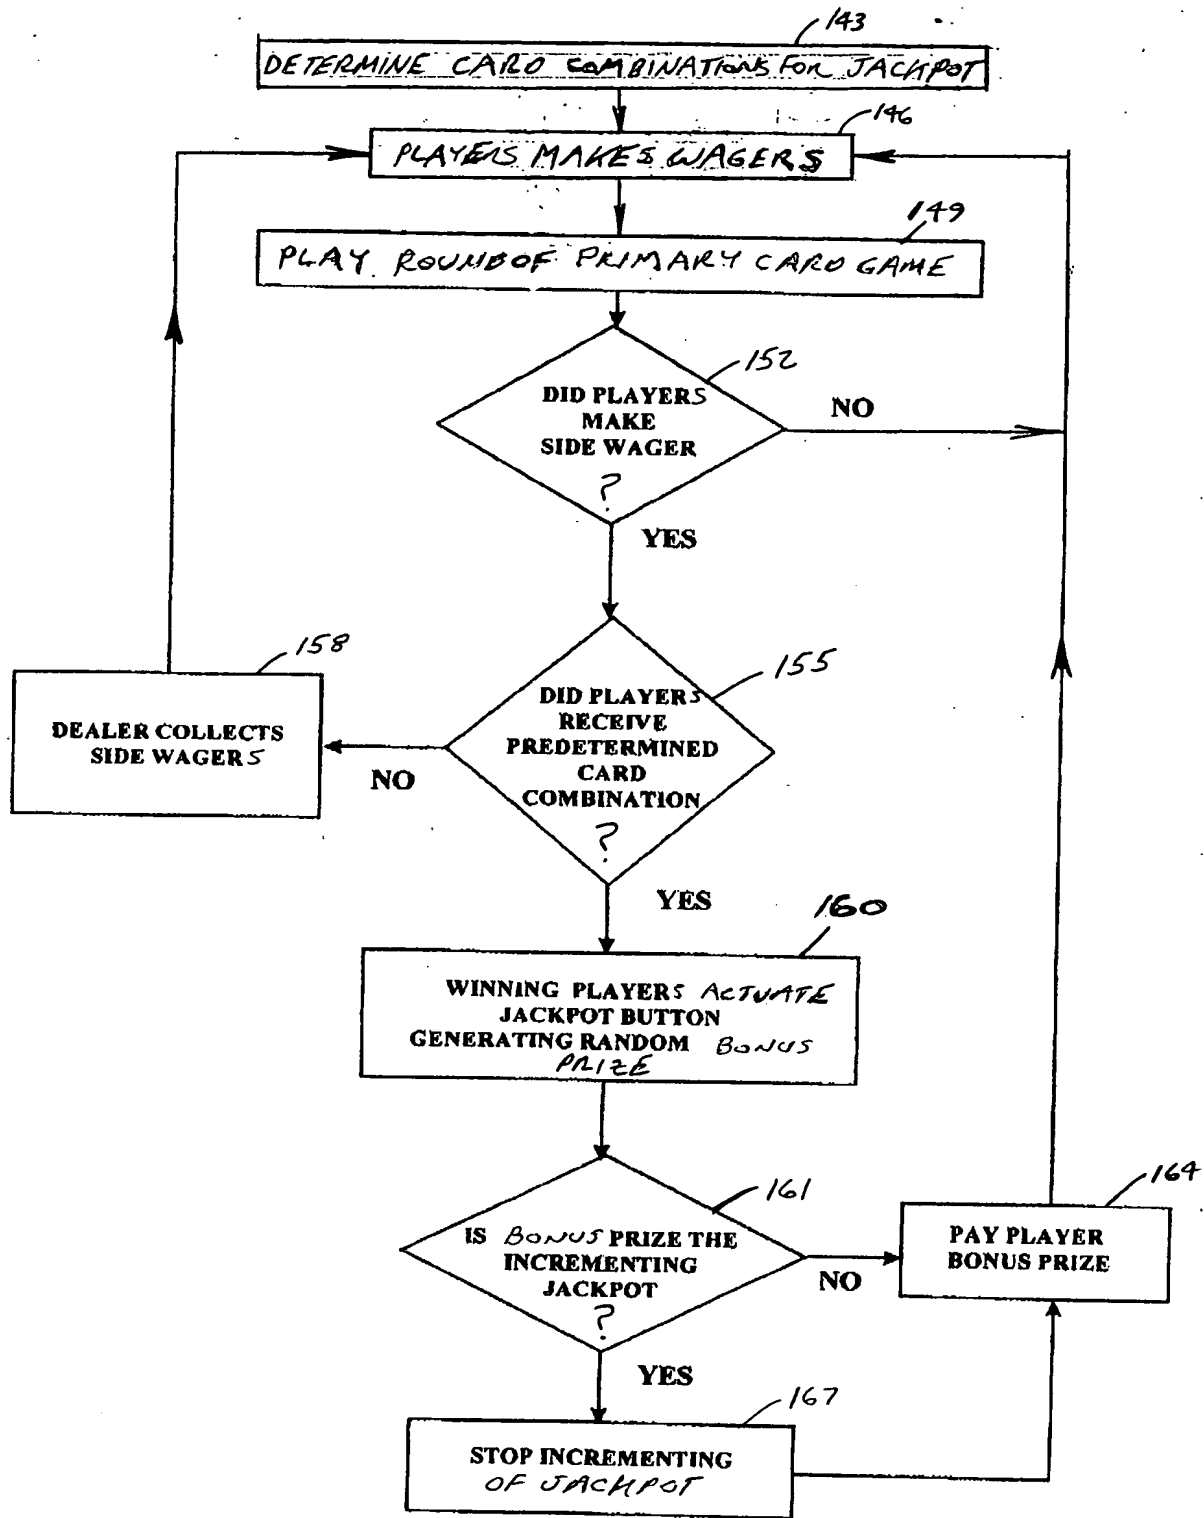 143
DETERMINE CARD COMBINATIONS FOR JACKPOT
146
PLAYERS MAKES WAGERS
149
PLAY ROUND OF PRIMARY CARD GAME
152
DID PLAYERS
MAKE
SIDE WAGER
?
NO
YES
158
155
DEALER COLLECTS
SIDE WAGERS
NO
DID PLAYERS
RECEIVE
PREDETERMINED
CARD
COMBINATION
?
YES
160
WINNING PLAYERS ACTUATE
JACKPOT BUTTON
GENERATING RANDOM BONUS
PRIZE
161
IS BONUS PRIZE THE
INCREMENTING
JACKPOT
?
NO
164
PAY PLAYER
BONUS PRIZE
YES
167
STOP INCREMENTING
OF JACKPOT